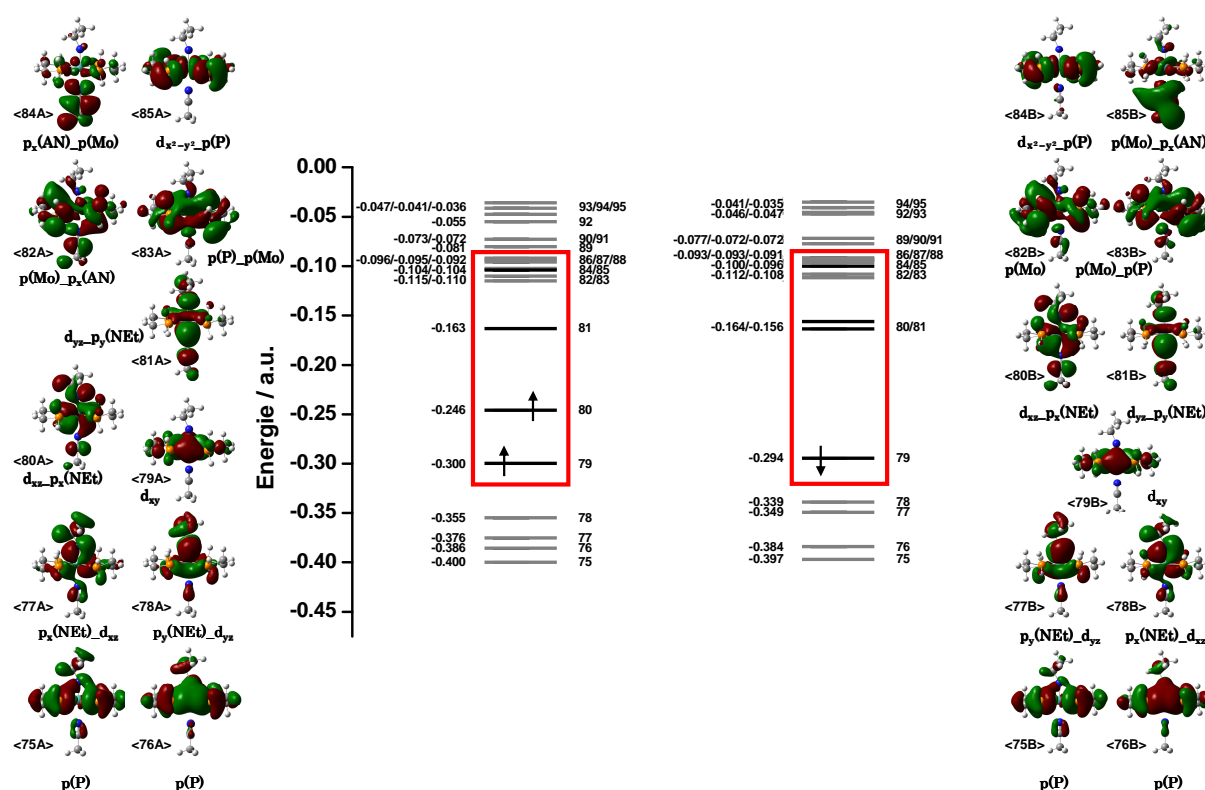 <84A>
<85A>
pₓ(AN)_p(Mo)
dₓ²₋y²_p(P)
<82A>
<83A>
p(P)_p(Mo)
p(Mo)_pₓ(AN)
d_yz_p_y(NEt)
<81A>
<80A>
d_xz_pₓ(NEt)
<79A>
d_xy
<77A>
<78A>
pₓ(NEt)_d_xz
p_y(NEt)_d_yz
<75A>
<76A>
p(P)
p(P)
Energie / a.u.
0.00
-0.05
-0.10
-0.15
-0.20
-0.25
-0.30
-0.35
-0.40
-0.45
-0.047/-0.041/-0.036 93/94/95
-0.055 92
-0.073/-0.072 90/91
-0.081 89
-0.096/-0.095/-0.092 86/87/88
-0.104/-0.104 84/85
-0.115/-0.110 82/83
-0.163 81
-0.246 80
-0.300 79
-0.355 78
-0.376 77
-0.386 76
-0.400 75
-0.041/-0.035 94/95
-0.046/-0.047 92/93
-0.077/-0.072/-0.072 89/90/91
-0.093/-0.093/-0.091 86/87/88
-0.100/-0.096 84/85
-0.112/-0.108 82/83
-0.164/-0.156 80/81
-0.294 79
-0.339 78
-0.349 77
-0.384 76
-0.397 75
<84B>
<85B>
dₓ²₋y²_p(P)
p(Mo)_pₓ(AN)
<82B>
<83B>
p(Mo)
p(Mo)_p(P)
<80B>
<81B>
d_xz_pₓ(NEt)
d_yz_p_y(NEt)
<79B>
d_xy
<77B>
<78B>
p_y(NEt)_d_yz
pₓ(NEt)_d_xz
<75B>
<76B>
p(P)
p(P)